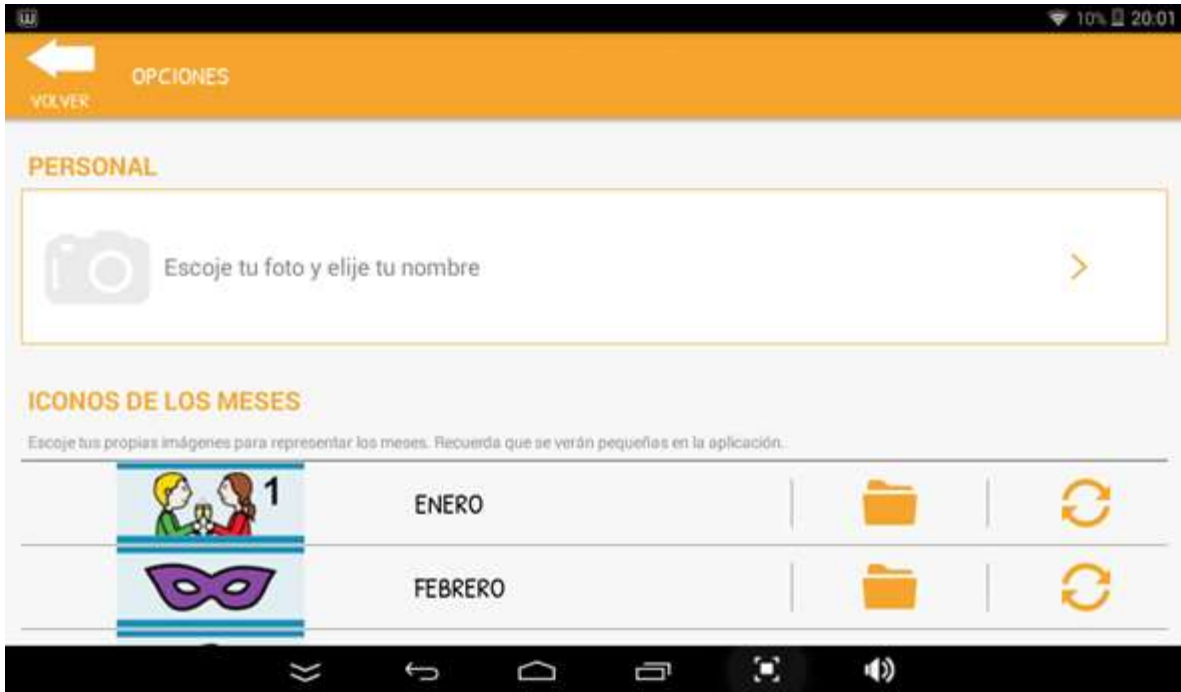 10% 20:01
OPCIONES
VOLVER
PERSONAL
Escoje tu foto y elije tu nombre
ICONOS DE LOS MESES
Escoje tus propias imágenes para representar los meses. Recuerda que se verán pequeñas en la aplicación.
1 ENERO
FEBRERO